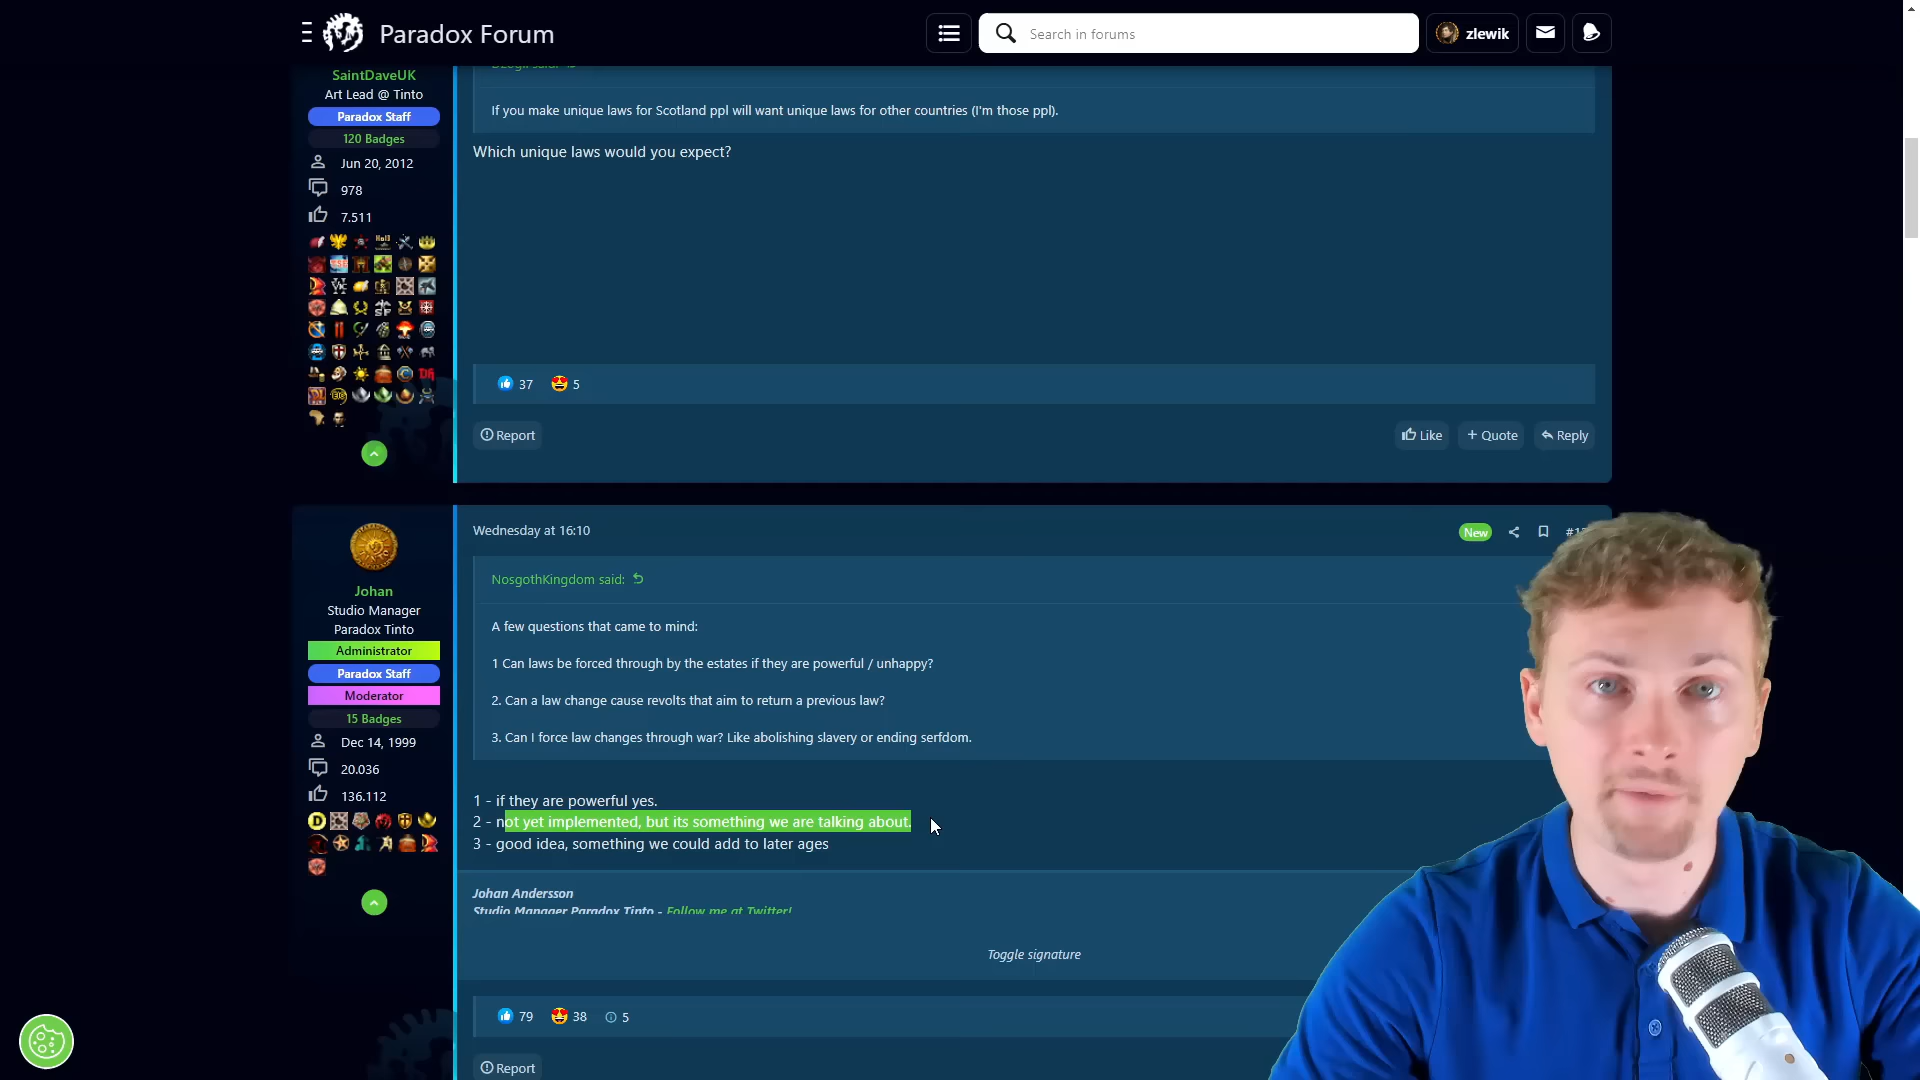 Paradox Forum
Search in forums
zlewik
SaintDaveUK
Art Lead @ Tinto
Paradox Staff
120 Badges
Jun 20, 2012
978
7.511
If you make unique laws for Scotland ppl will want unique laws for other countries (I'm those ppl).
Which unique laws would you expect?
37
5
Report
Like
+ Quote
Reply
Johan
Studio Manager
Paradox Tinto
Administrator
Paradox Staff
Moderator
15 Badges
Dec 14, 1999
20.036
136.112
Wednesday at 16:10
New
NosgothKingdom said:
A few questions that came to mind:
1 Can laws be forced through by the estates if they are powerful / unhappy?
2. Can a law change cause revolts that aim to return a previous law?
3. Can I force law changes through war? Like abolishing slavery or ending serfdom.
1 - if they are powerful yes.
2 - not yet implemented, but its something we are talking about.
3 - good idea, something we could add to later ages
Johan Andersson
Studio Manager Paradox Tinto - Follow me at Twitter!
Toggle signature
79
38
5
Report